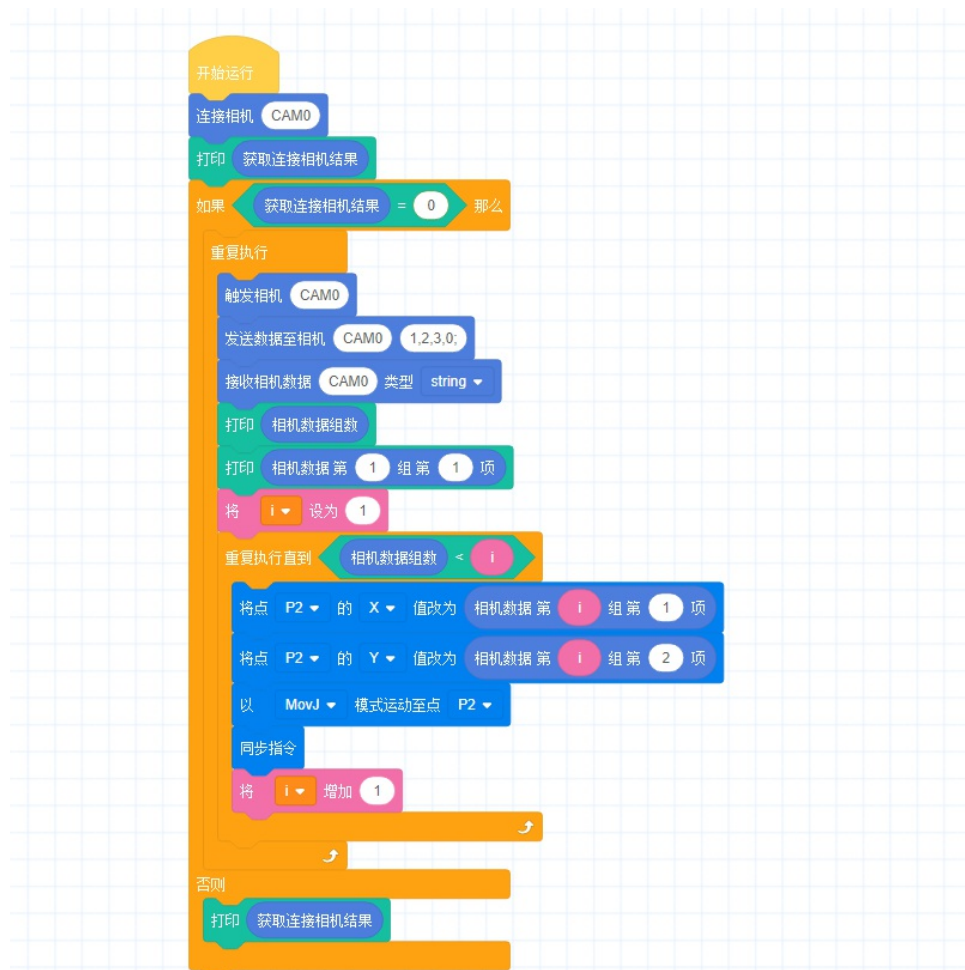 开始运行
连接相机 CAM0
打印 获取连接相机结果
如果 获取连接相机结果 = 0 那么
重复执行
触发相机 CAM0
发送数据至相机 CAM0 1,2,3,0;
接收相机数据 CAM0 类型 string
打印 相机数据组数
打印 相机数据 第 1 组 第 1 项
将 i 设为 1
重复执行直到 相机数据组数 < i
将点 P2 的 X 值改为 相机数据 第 i 组 第 1 项
将点 P2 的 Y 值改为 相机数据 第 i 组 第 2 项
以 MovJ 模式运动至点 P2
同步指令
将 i 增加 1
否则
打印 获取连接相机结果